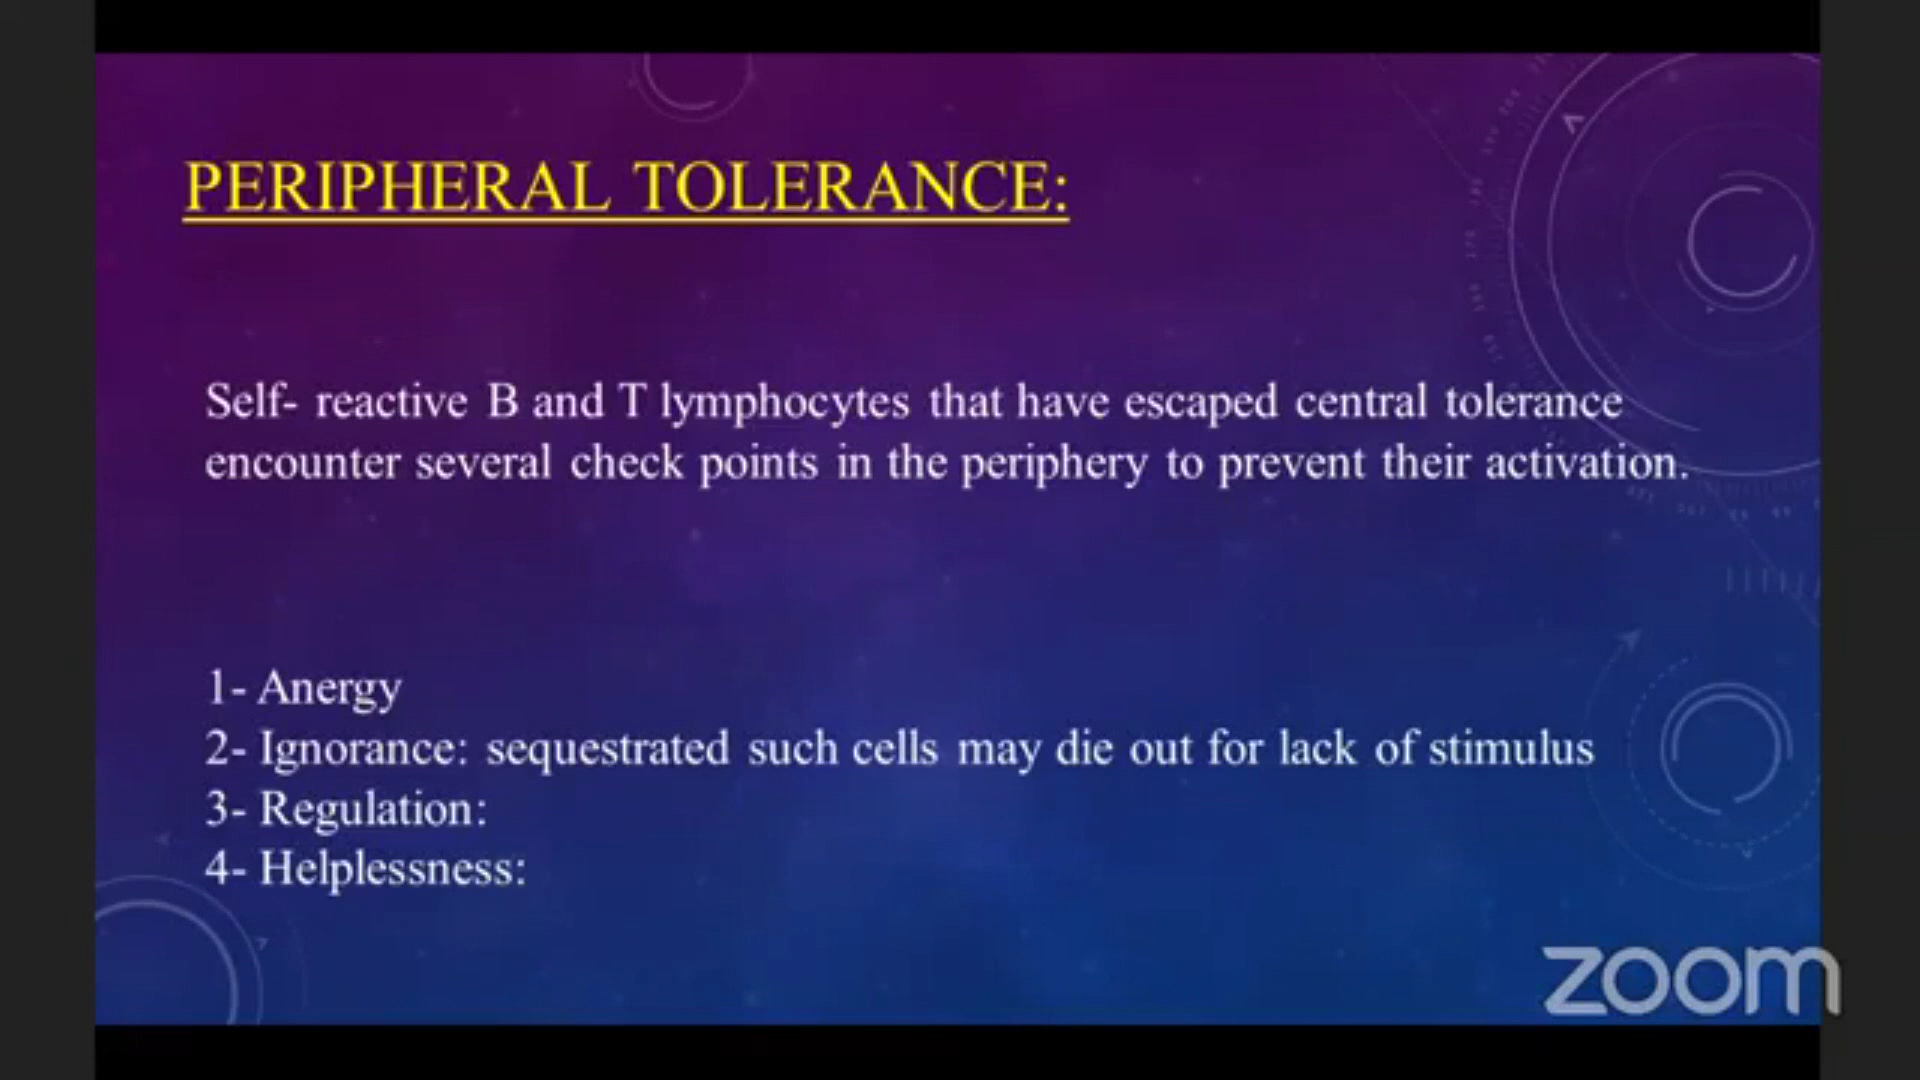 PERIPHERAL TOLERANCE:
Self- reactive B and T lymphocytes that have escaped central tolerance
encounter several check points in the periphery to prevent their activation.
1- Anergy
2- Ignorance: sequestrated such cells may die out for lack of stimulus
3- Regulation:
4- Helplessness:
zoom